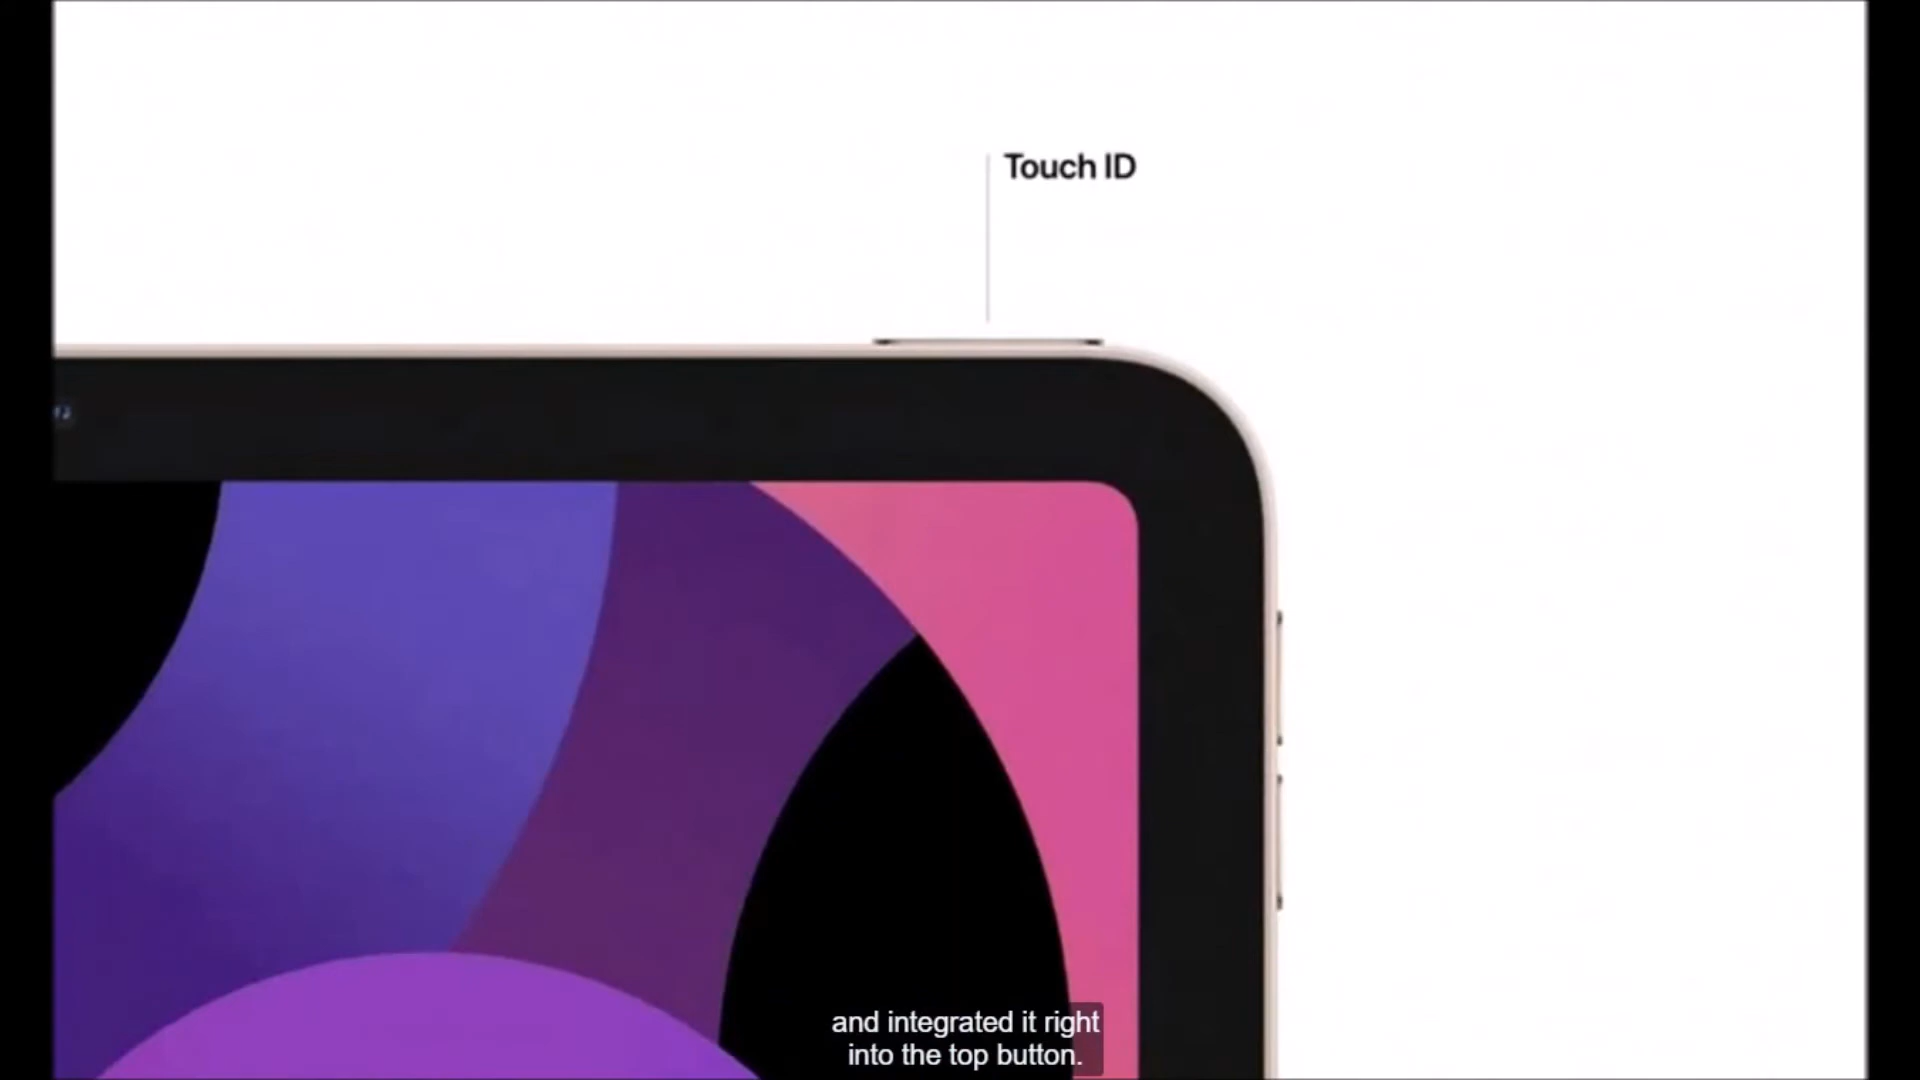 Touch ID
and integrated it right
into the top button.